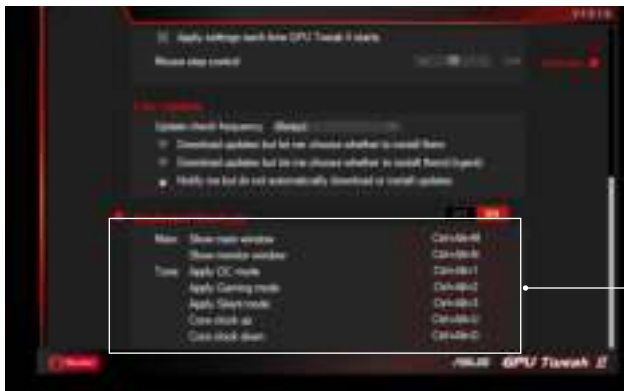 Apply settings each time GPU Tweak II starts
Mouse step control
Update check frequency Always
Download updates but let me choose whether to install them
Download updates but let me choose whether to install them(Urgent)
Notify me but do not automatically download or install updates
Main Show main window Ctrl+Alt+M
Show monitor window
Tune Apply OC mode Ctrl+Alt+1
Apply Gaming mode Ctrl+Alt+2
Apply Silent mode Ctrl+Alt+3
Core clock up Ctrl+Alt+U
Core clock down Ctrl+Alt+D
ASUS GPU Tweak II